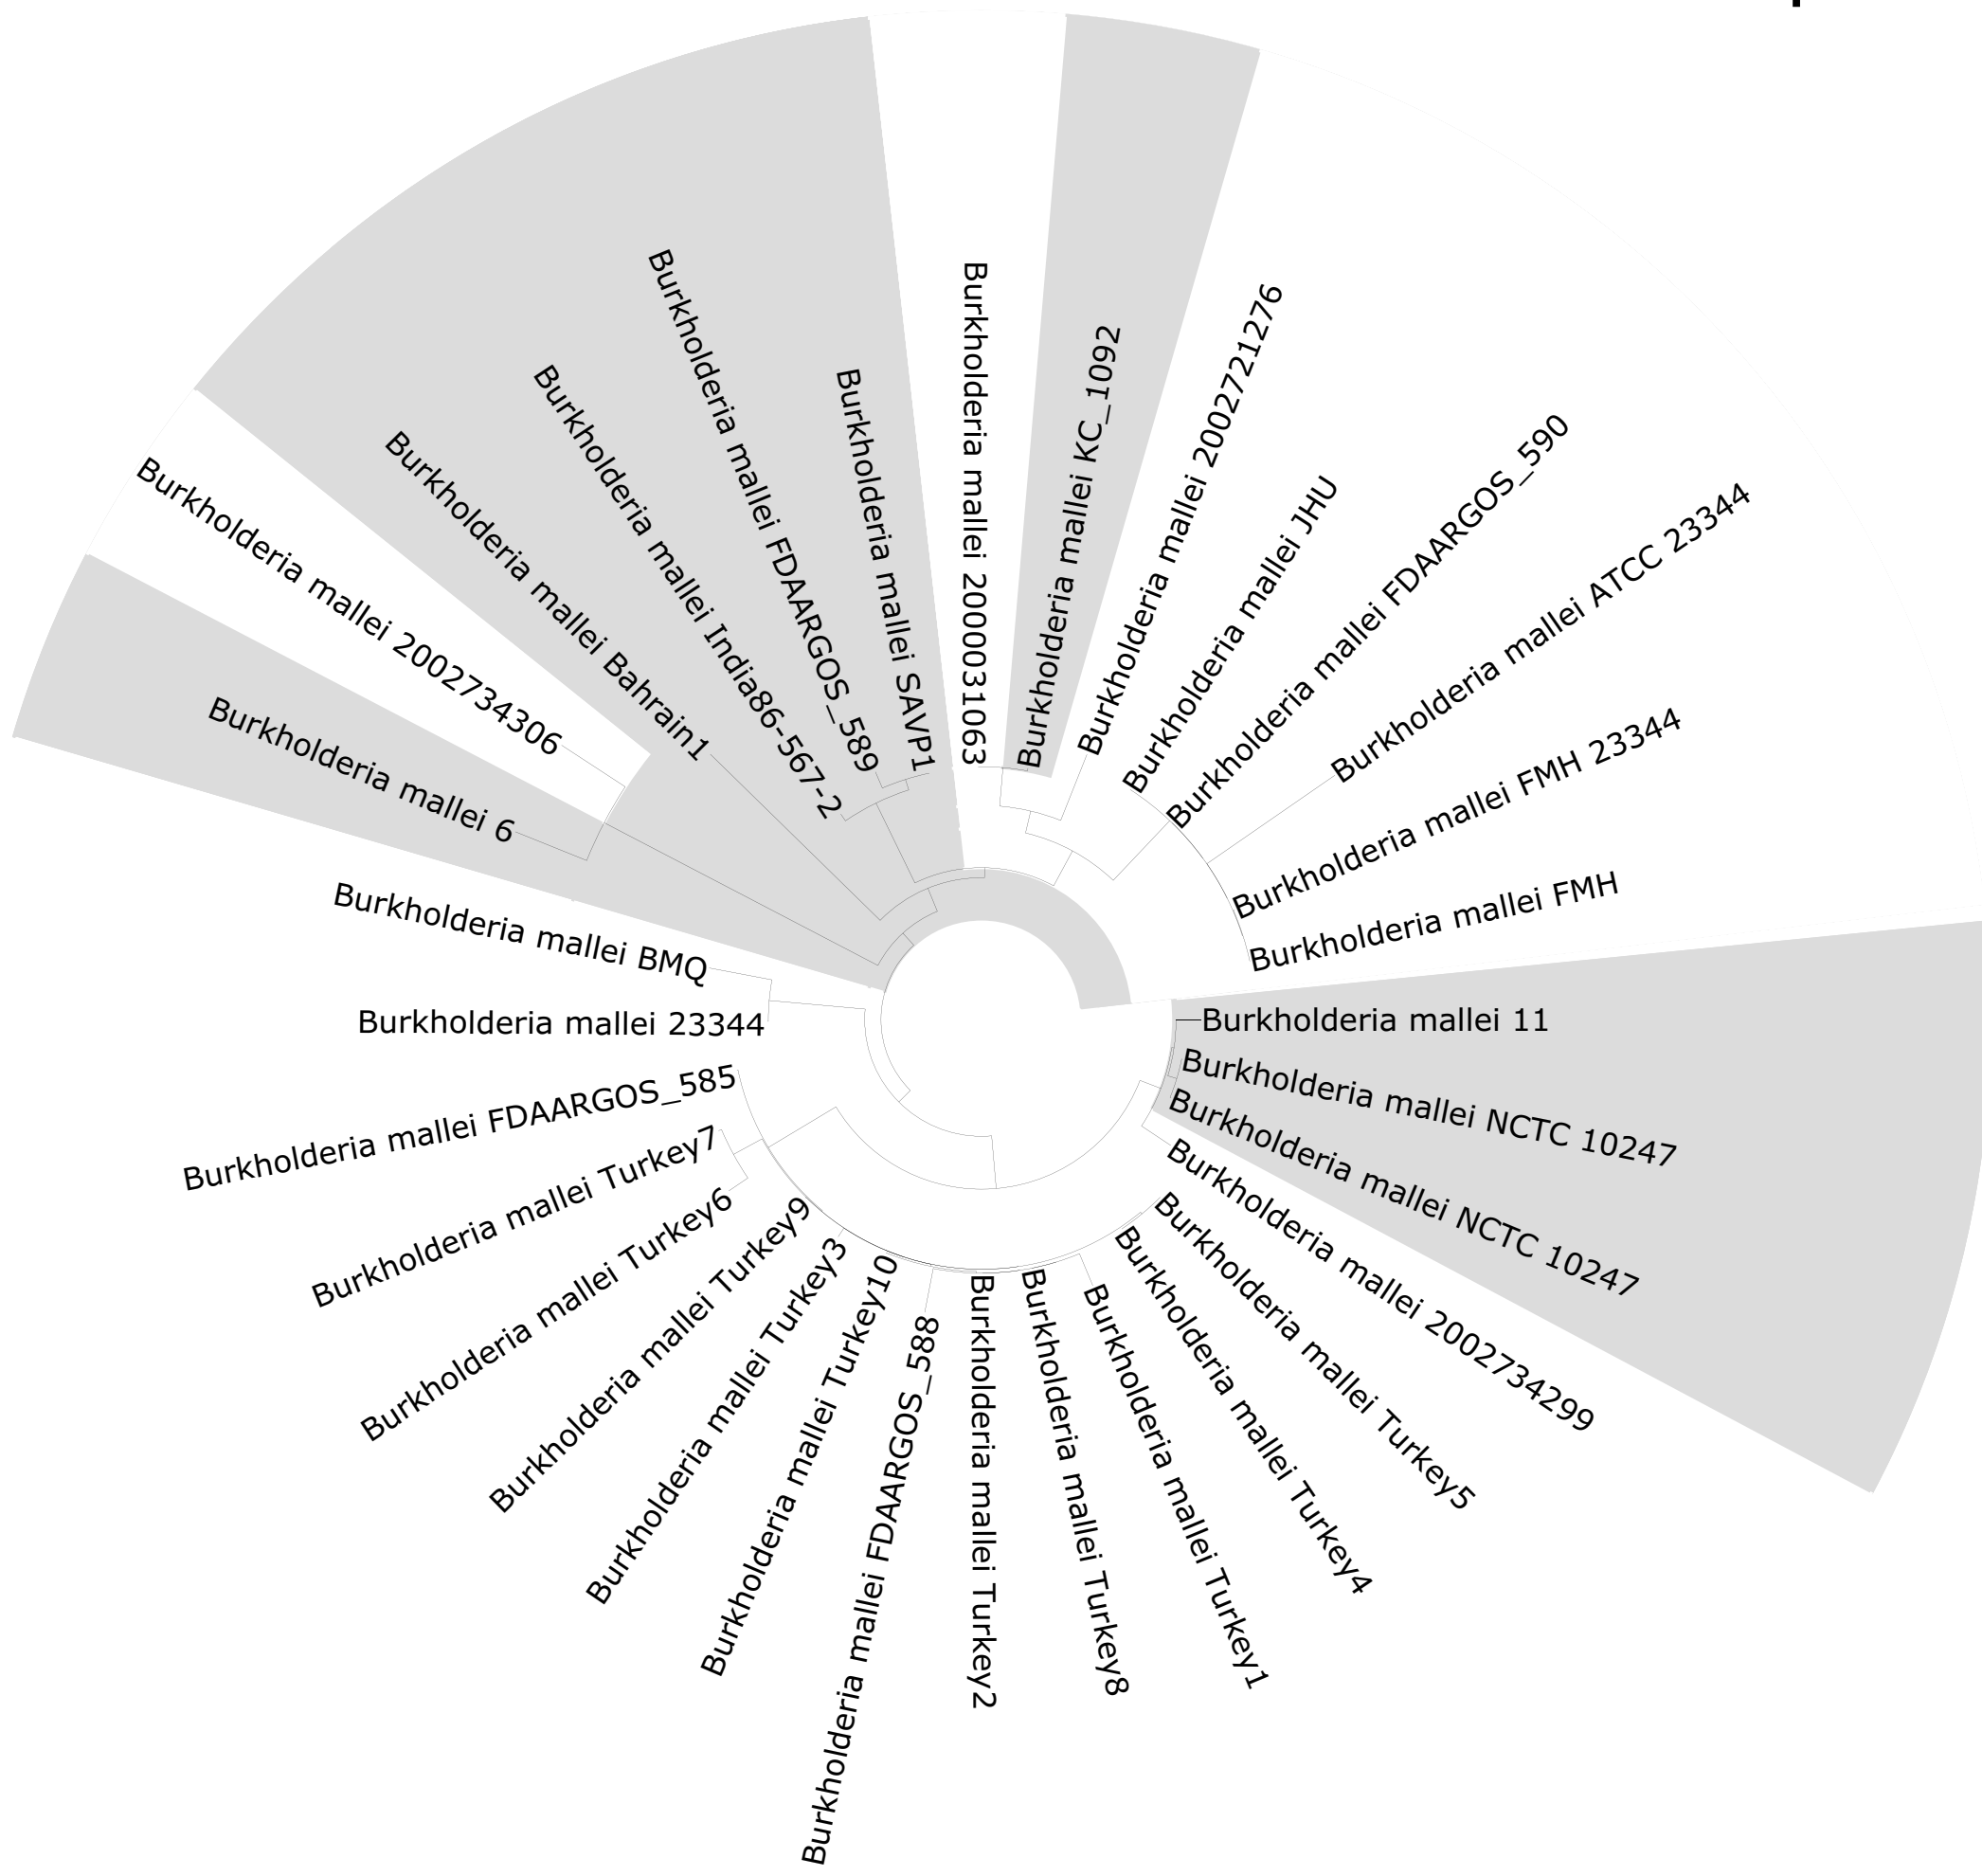 Burkholderia mallei 2000031063
Burkholderia mallei KC_1092
Burkholderia mallei 2002721276
Burkholderia mallei JHU
Burkholderia mallei FDAARGOS_590
Burkholderia mallei ATCC 23344
Burkholderia mallei FMH 23344
Burkholderia mallei FMH
Burkholderia mallei 11
Burkholderia mallei NCTC 10247
Burkholderia mallei NCTC 10247
Burkholderia mallei 2002734299
Burkholderia mallei Turkey5
Burkholderia mallei Turkey4
Burkholderia mallei Turkey1
Burkholderia mallei Turkey8
Burkholderia mallei Turkey2
Burkholderia mallei FDAARGOS_588
Burkholderia mallei Turkey10
Burkholderia mallei Turkey3
Burkholderia mallei Turkey9
Burkholderia mallei Turkey6
Burkholderia mallei Turkey7
Burkholderia mallei FDAARGOS_585
Burkholderia mallei 23344
Burkholderia mallei BMQ
Burkholderia mallei 6
Burkholderia mallei 2002734306
Burkholderia mallei Bahrain1
Burkholderia mallei India86-567-2
Burkholderia mallei FDAARGOS_589
Burkholderia mallei SAVP1